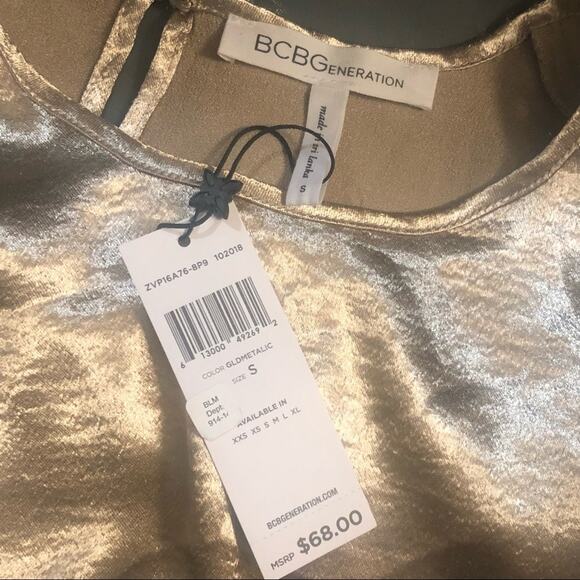 BCBGENERATION
made in sri lanka
S
ZVP16A76-8P9 102018
6 13000 49269 2
COLOR GLDMETALIC
SIZE S
BLM
Dept.
914-1
AVAILABLE IN
XXS XS S M L XL
BCBGENERATION.COM
MSRP $68.00